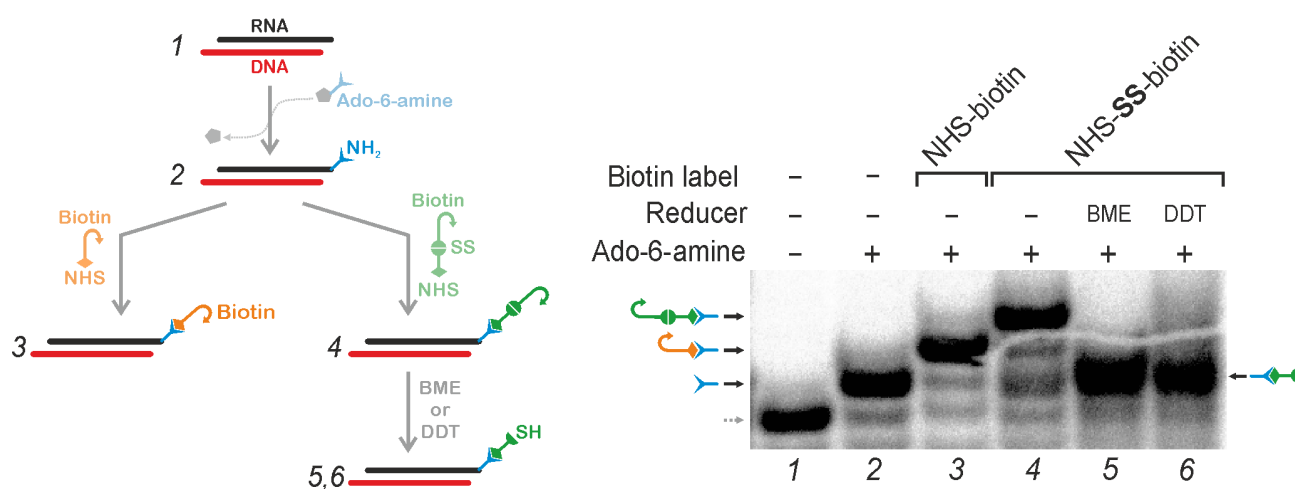 1
RNA
DNA
Ado-6-amine
2
NH2
Biotin
NHS
Biotin
SS
NHS
3
Biotin
4
BME
or
DDT
5,6
SH
NHS-biotin
NHS-SS-biotin
Biotin label – –
Reducer – – – – BME DDT
Ado-6-amine – + + + + +
1 2 3 4 5 6